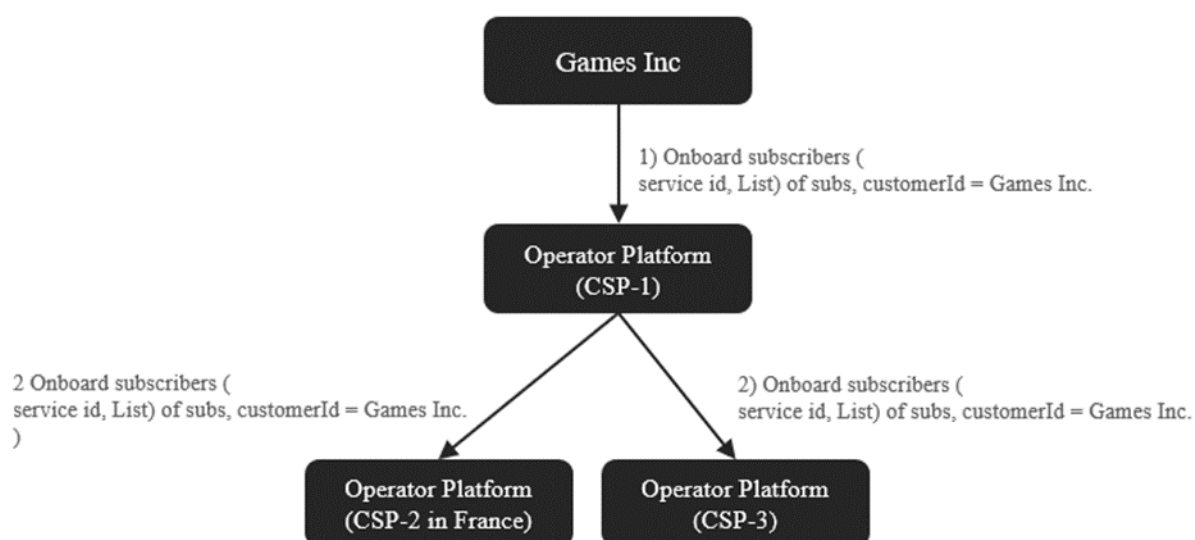 Games Inc
1) Onboard subscribers (
service id, List) of subs, customerId = Games Inc.
Operator Platform
(CSP-1)
2 Onboard subscribers (
service id, List) of subs, customerId = Games Inc.
)
2) Onboard subscribers (
service id, List) of subs, customerId = Games Inc.
Operator Platform
(CSP-2 in France)
Operator Platform
(CSP-3)